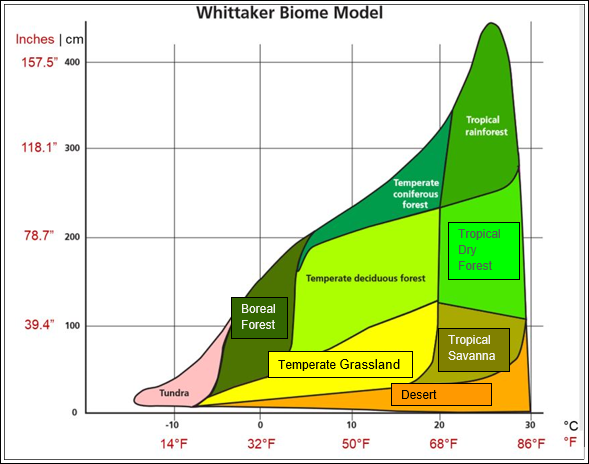 Whittaker Biome Model
Inches | cm
157.5" 400
118.1" 300
78.7" 200
39.4" 100
0
Tropical
rainforest
Temperate
coniferous
forest
Tropical
Dry
Forest
Temperate deciduous forest
Boreal
Forest
Tropical
Savanna
Temperate Grassland
Tundra
Desert
-10 0 10 20 30 °C
14°F 32°F 50°F 68°F 86°F °F